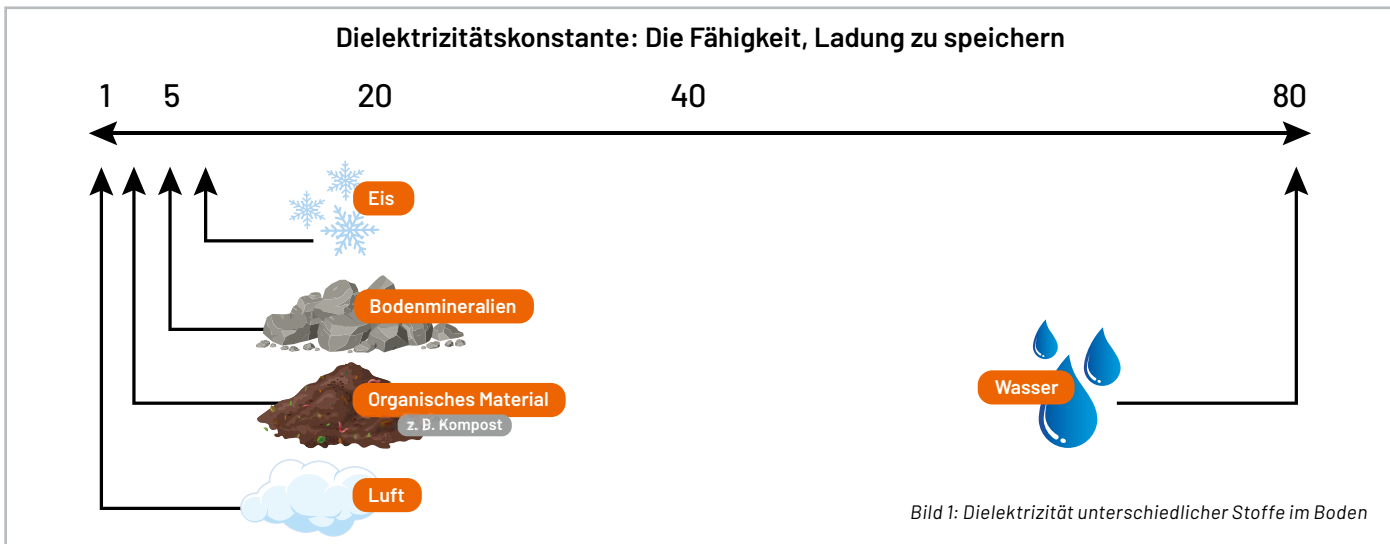 Dielektrizitätskonstante: Die Fähigkeit, Ladung zu speichern
1 5 20 40 80
Eis
Bodenmineralien
Organisches Material
z. B. Kompost
Wasser
Luft
Bild 1: Dielektrizität unterschiedlicher Stoffe im Boden